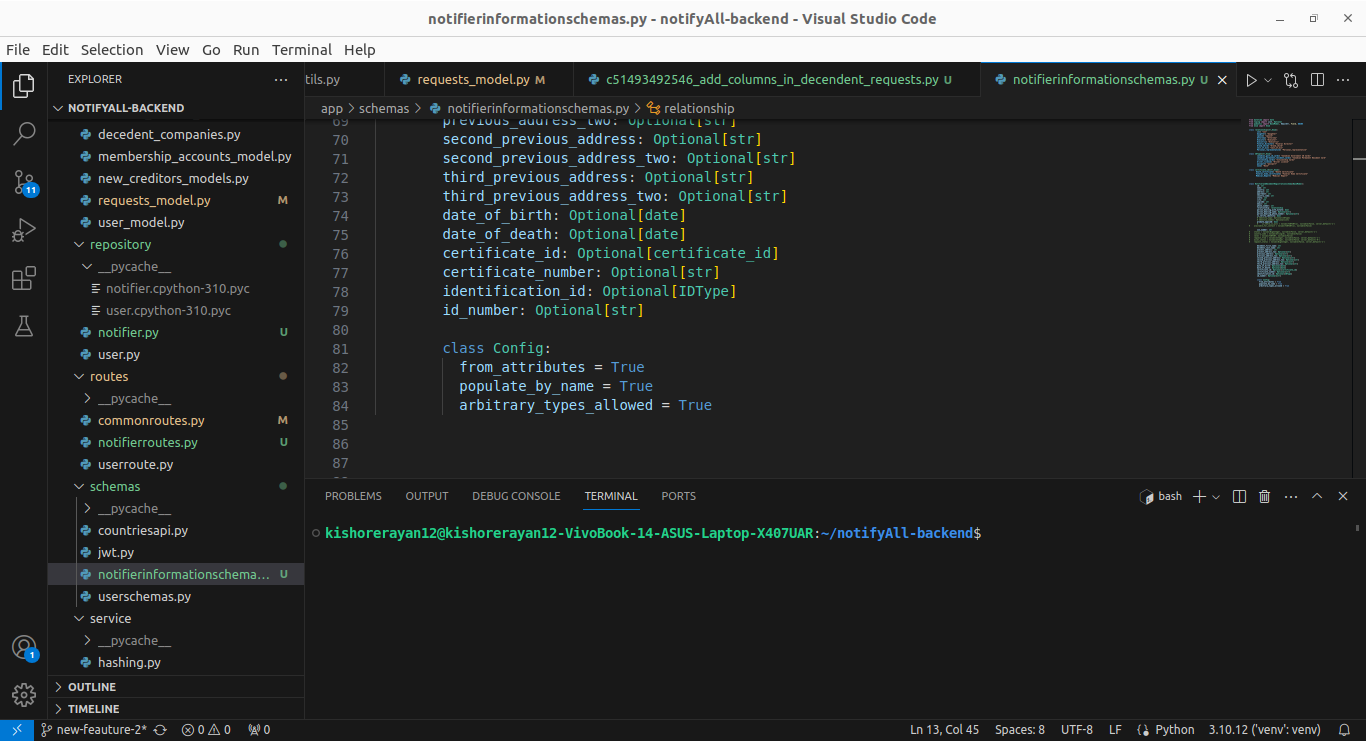 notifierinformationschemas.py - notifyAll-backend - Visual Studio Code
File Edit Selection View Go Run Terminal Help
EXPLORER
tils.py
requests_model.py M
c51493492546_add_columns_in_decendent_requests.py U
notifierinformationschemas.py U
NOTIFYALL-BACKEND
app > schemas > notifierinformationschemas.py > relationship
decedent_companies.py
membership_accounts_model.py
new_creditors_models.py
requests_model.py M
user_model.py
repository
__pycache__
notifier.cpython-310.pyc
user.cpython-310.pyc
notifier.py U
user.py
routes
__pycache__
commonroutes.py M
notifierroutes.py U
userroute.py
schemas
__pycache__
countriesapi.py
jwt.py
notifierinformationschema... U
userschemas.py
service
__pycache__
hashing.py
OUTLINE
TIMELINE
11
1
69 previous_address_two: Optional[str]
70 second_previous_address: Optional[str]
71 second_previous_address_two: Optional[str]
72 third_previous_address: Optional[str]
73 third_previous_address_two: Optional[str]
74 date_of_birth: Optional[date]
75 date_of_death: Optional[date]
76 certificate_id: Optional[certificate_id]
77 certificate_number: Optional[str]
78 identification_id: Optional[IDType]
79 id_number: Optional[str]
80
81 class Config:
82 from_attributes = True
83 populate_by_name = True
84 arbitrary_types_allowed = True
85
86
87
PROBLEMS OUTPUT DEBUG CONSOLE TERMINAL PORTS
bash
kishorerayan12@kishorerayan12-VivoBook-14-ASUS-Laptop-X407UAR:~/notifyAll-backend$
new-feauture-2* 0 0 0
Ln 13, Col 45 Spaces: 8 UTF-8 LF Python 3.10.12 ('venv': venv)